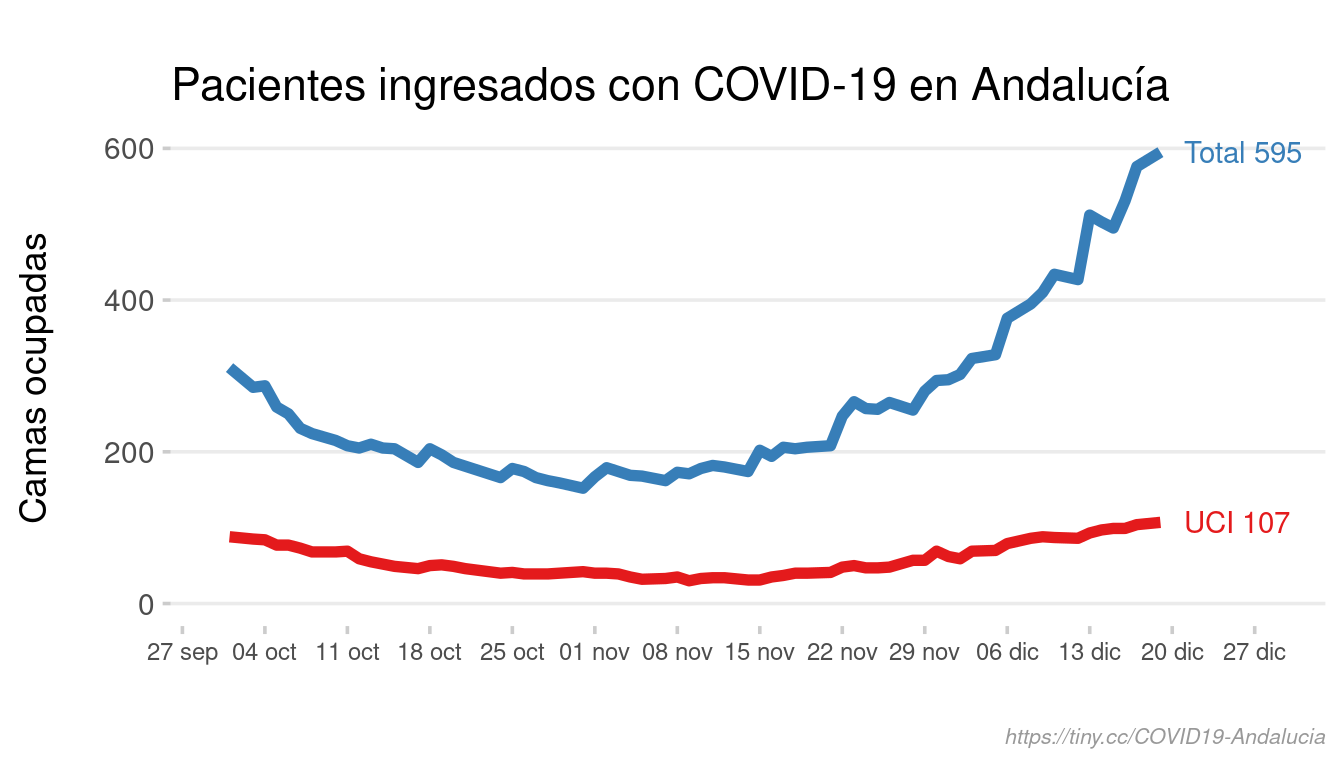 Pacientes ingresados con COVID-19 en Andalucía
Camas ocupadas
600
400
200
0
Total 595
UCI 107
27 sep 04 oct 11 oct 18 oct 25 oct 01 nov 08 nov 15 nov 22 nov 29 nov 06 dic 13 dic 20 dic 27 dic
https://tiny.cc/COVID19-Andalucia